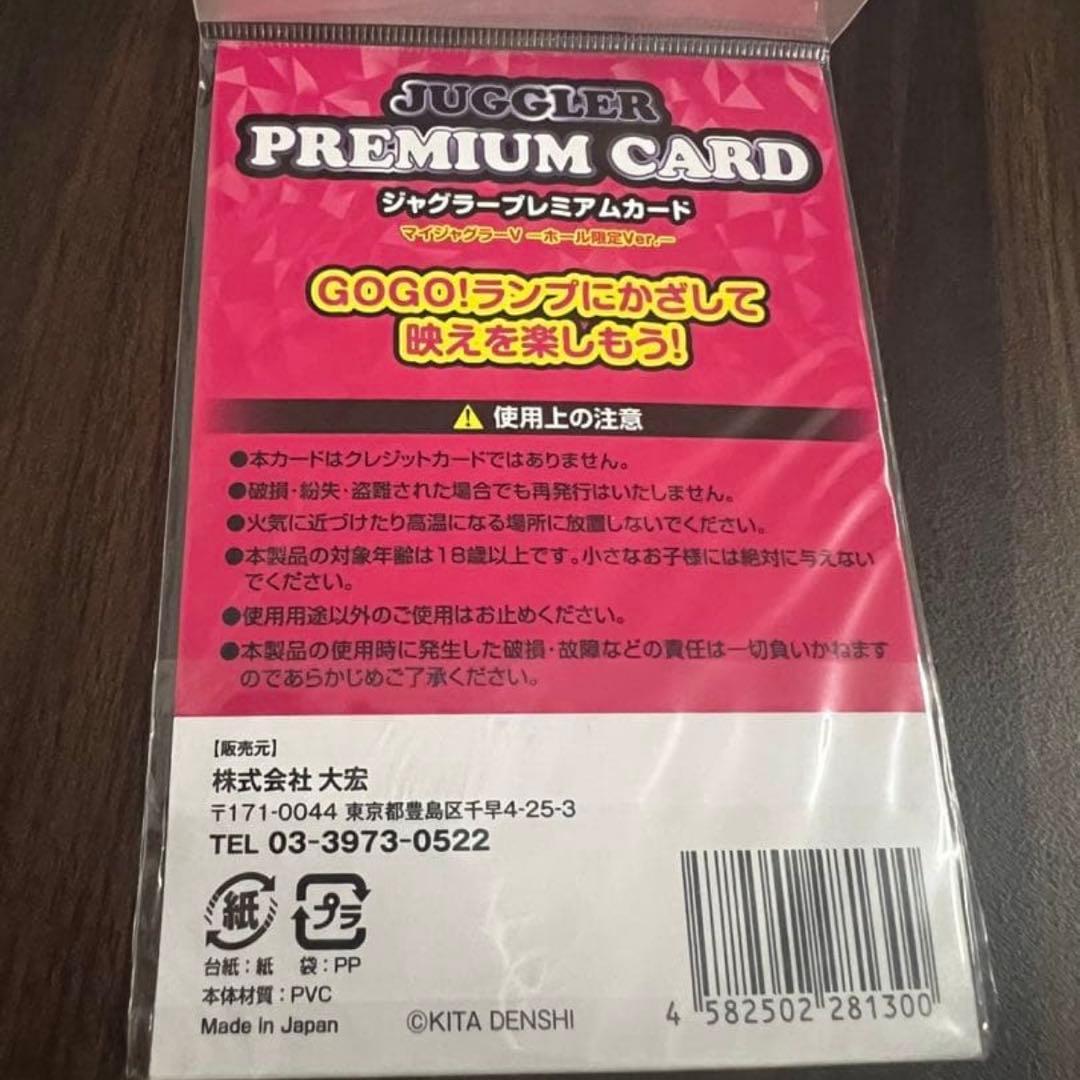 JUGGLER
PREMIUM CARD
ジャグラープレミアムカード
マイジャグラーV ーホール限定Ver.ー
GOGO!ランプにかざして
映えを楽しもう!
使用上の注意
●本カードはクレジットカードではありません。
●破損・紛失・盗難された場合でも再発行はいたしません。
●火気に近づけたり高温になる場所に放置しないでください。
●本製品の対象年齢は18歳以上です。小さなお子様には絶対に与えない
でください。
●使用用途以外のご使用はお止めください。
●本製品の使用時に発生した破損・故障などの責任は一切負いかねます
のであらかじめご了承ください。
【販売元】
株式会社 大宏
〒171-0044 東京都豊島区千早4-25-3
TEL 03-3973-0522
紙 プラ
台紙:紙 袋:PP
本体材質:PVC
Made in Japan
©KITA DENSHI
4 582502 281300